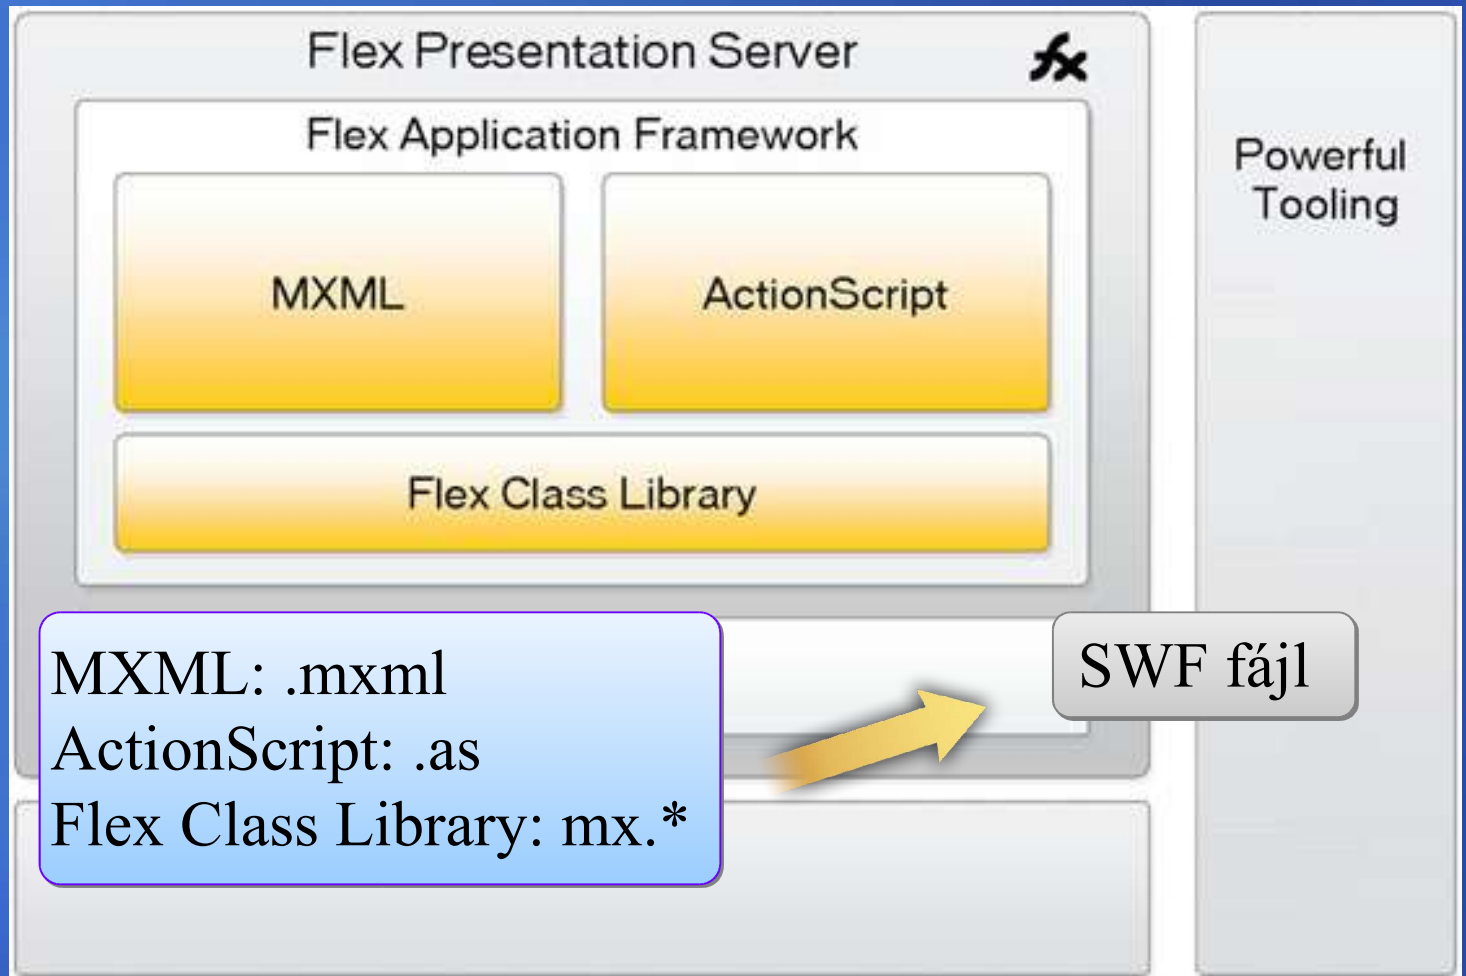 Flex Presentation Server
fx
Flex Application Framework
MXML
ActionScript
Flex Class Library
Powerful
Tooling
MXML: .mxml
ActionScript: .as
Flex Class Library: mx.*
SWF fájl